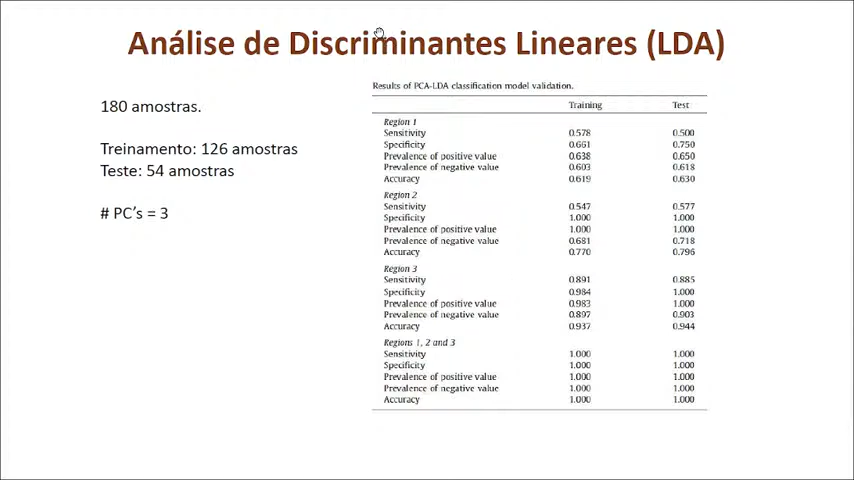 Análise de Discriminantes Lineares (LDA)
180 amostras.
Treinamento: 126 amostras
Teste: 54 amostras
# PC’s = 3
Results of PCA-LDA classification model validation.
Training Test
Region 1
Sensitivity 0.578 0.500
Specificity 0.661 0.750
Prevalence of positive value 0.638 0.650
Prevalence of negative value 0.603 0.618
Accuracy 0.619 0.630
Region 2
Sensitivity 0.547 0.577
Specificity 1.000 1.000
Prevalence of positive value 1.000 1.000
Prevalence of negative value 0.681 0.718
Accuracy 0.770 0.796
Region 3
Sensitivity 0.891 0.885
Specificity 0.984 1.000
Prevalence of positive value 0.983 1.000
Prevalence of negative value 0.897 0.903
Accuracy 0.937 0.944
Regions 1, 2 and 3
Sensitivity 1.000 1.000
Specificity 1.000 1.000
Prevalence of positive value 1.000 1.000
Prevalence of negative value 1.000 1.000
Accuracy 1.000 1.000